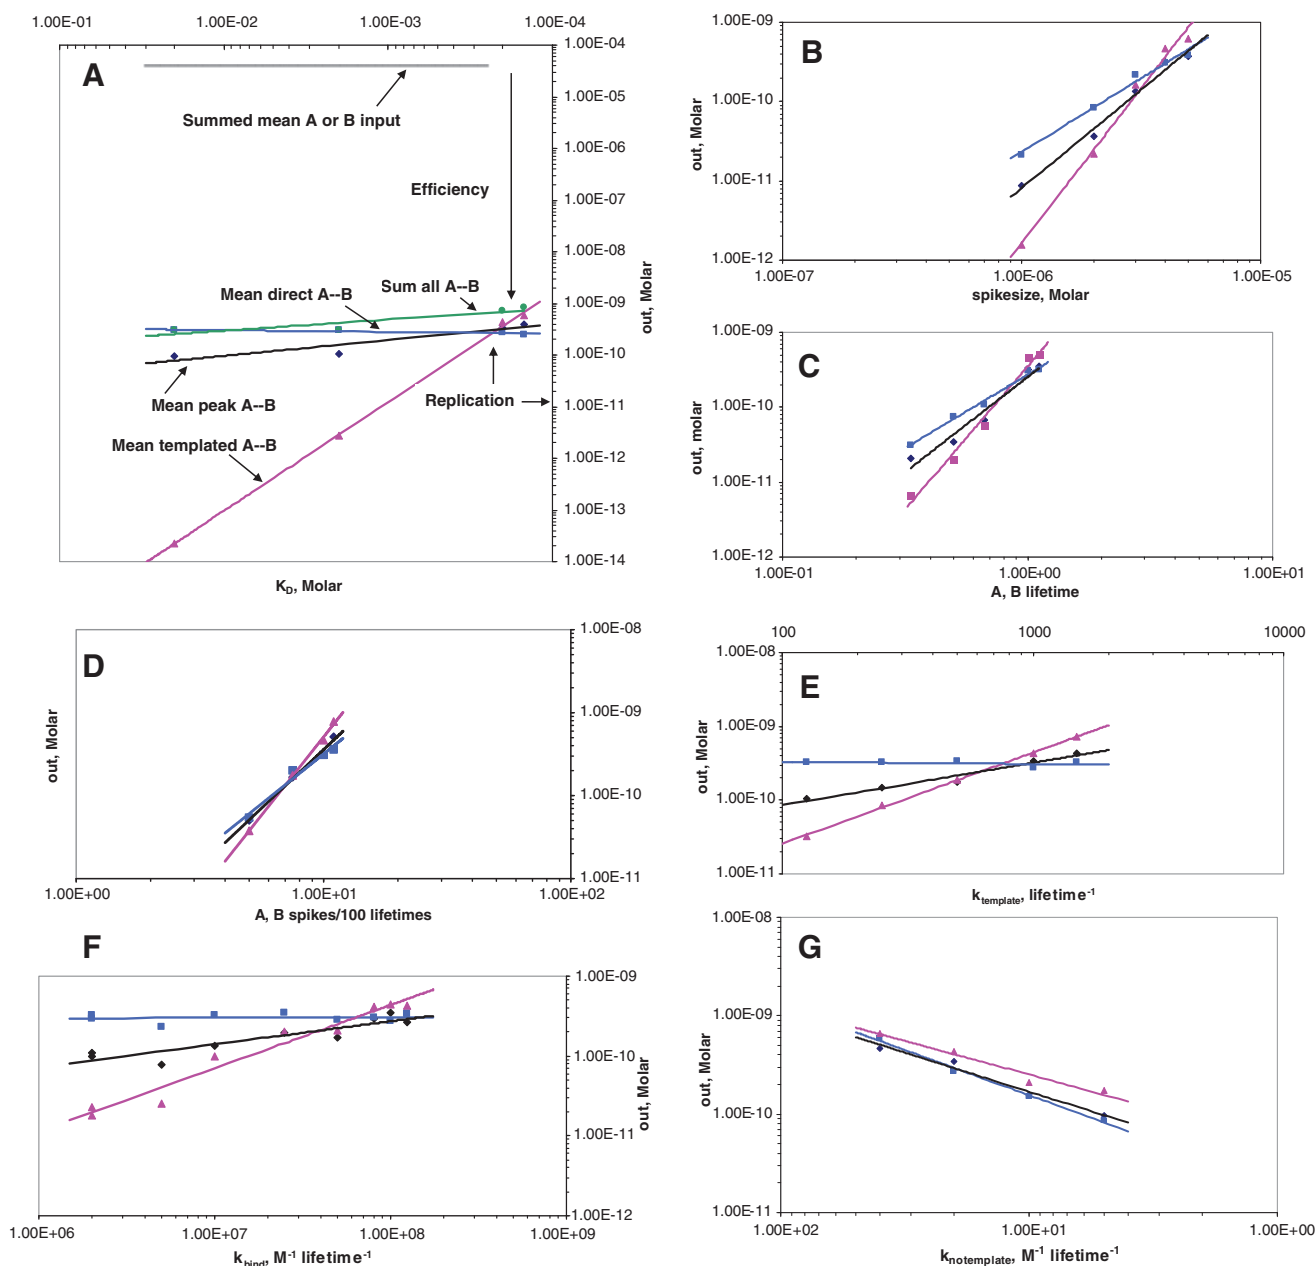 1.00E-01 1.00E-02 1.00E-03 1.00E-04
A
1.00E-04
1.00E-05
1.00E-06
1.00E-07
1.00E-08
1.00E-09
1.00E-10
1.00E-11
1.00E-12
1.00E-13
1.00E-14
Summed mean A or B input
Efficiency
Sum all A--B
Mean direct A--B
Mean peak A--B
Replication
Mean templated A--B
out, Molar
KD, Molar
B
1.00E-09
1.00E-10
1.00E-11
1.00E-12
out, Molar
1.00E-07 1.00E-06 1.00E-05
spikesize, Molar
C
1.00E-09
1.00E-10
1.00E-11
1.00E-12
out, molar
1.00E-01 1.00E+00 1.00E+01
A, B lifetime
D
1.00E-08
1.00E-09
1.00E-10
1.00E-11
out, Molar
1.00E+00 1.00E+01 1.00E+02
A, B spikes/100 lifetimes
100 1000 10000
E
1.00E-08
1.00E-09
1.00E-10
1.00E-11
out, Molar
ktemplate, lifetime-1
F
1.00E-09
1.00E-10
1.00E-11
1.00E-12
out, Molar
1.00E+06 1.00E+07 1.00E+08 1.00E+09
kbind, M-1 lifetime-1
G
1.00E-08
1.00E-09
1.00E-10
1.00E-11
out, Molar
1.00E+02 1.00E+01 1.00E+00
knotemplate, M-1 lifetime-1